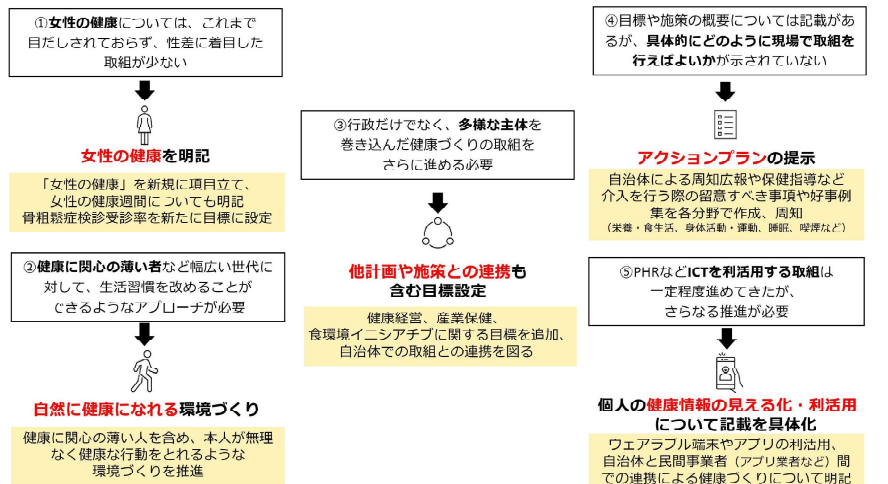 ①女性の健康については、これまで
目だしされておらず、性差に着目した
取組が少ない
女性の健康を明記
「女性の健康」を新規に項目立て、
女性の健康週間についても明記
骨粗鬆症検診受診率を新たに目標に設定
②健康に関心の薄い者など幅広い世代に
対して、生活習慣を改めることが
できるようなアプローチが必要
自然に健康になれる環境づくり
健康に関心の薄い人を含め、本人が無理
なく健康な行動をとれるような
環境づくりを推進
③行政だけでなく、多様な主体を
巻き込んだ健康づくりの取組を
さらに進める必要
他計画や施策との連携も
含む目標設定
健康経営、産業保健、
食環境イニシアチブに関する目標を追加、
自治体での取組との連携を図る
④目標や施策の概要については記載があ
るが、具体的にどのように現場で取組を
行えばよいかが示されていない
アクションプランの提示
自治体による周知広報や保健指導など
介入を行う際の留意すべき事項や好事例
集を各分野で作成、周知
(栄養・食生活、身体活動・運動、睡眠、喫煙など)
⑤PHRなどICTを利活用する取組は
一定程度進めてきたが、
さらなる推進が必要
個人の健康情報の見える化・利活用
について記載を具体化
ウェアラブル端末やアプリの利活用、
自治体と民間事業者(アプリ業者など)間
での連携による健康づくりについて明記